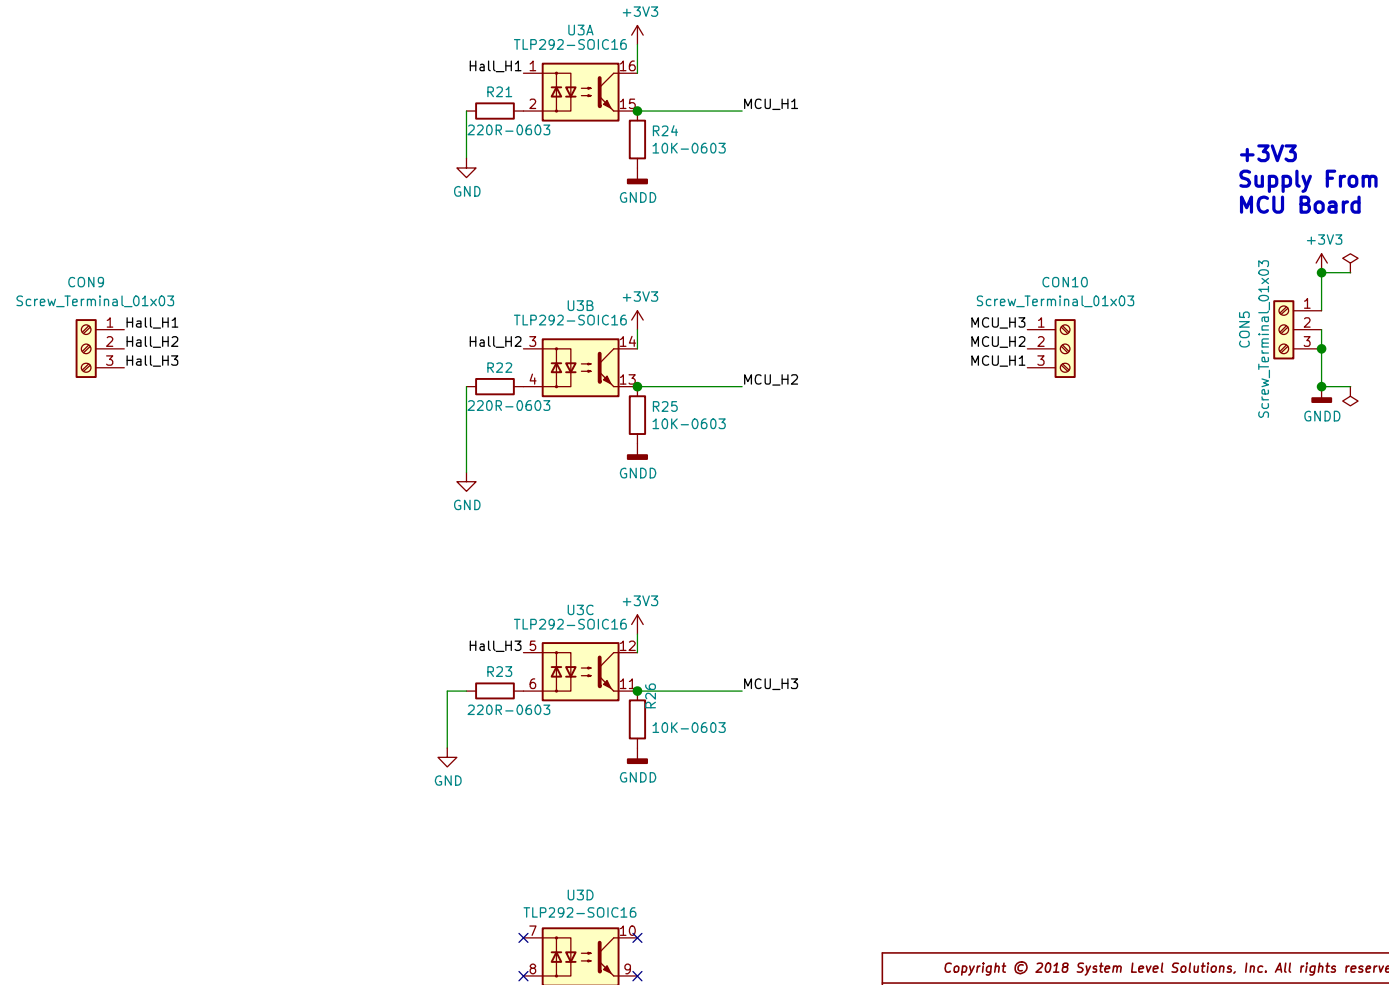 +3V3
U3A
TLP292-SOIC16
Hall_H1
1
16
R21
2
15
MCU_H1
220R-0603
R24
10K-0603
GND
GNDD
+3V3
Supply From
MCU Board
+3V3
CON9
Screw_Terminal_01x03
1
Hall_H1
2
Hall_H2
3
Hall_H3
+3V3
U3B
TLP292-SOIC16
Hall_H2
3
14
R22
4
13
MCU_H2
220R-0603
R25
10K-0603
GNDD
GND
CON10
Screw_Terminal_01x03
MCU_H3
1
MCU_H2
2
MCU_H1
3
CON5
Screw_Terminal_01x03
1
2
3
GNDD
+3V3
U3C
TLP292-SOIC16
Hall_H3
5
12
R23
6
11
MCU_H3
220R-0603
R26
10K-0603
GND
GNDD
U3D
TLP292-SOIC16
7
10
8
9
Copyright © 2018 System Level Solutions, Inc. All rights reserve